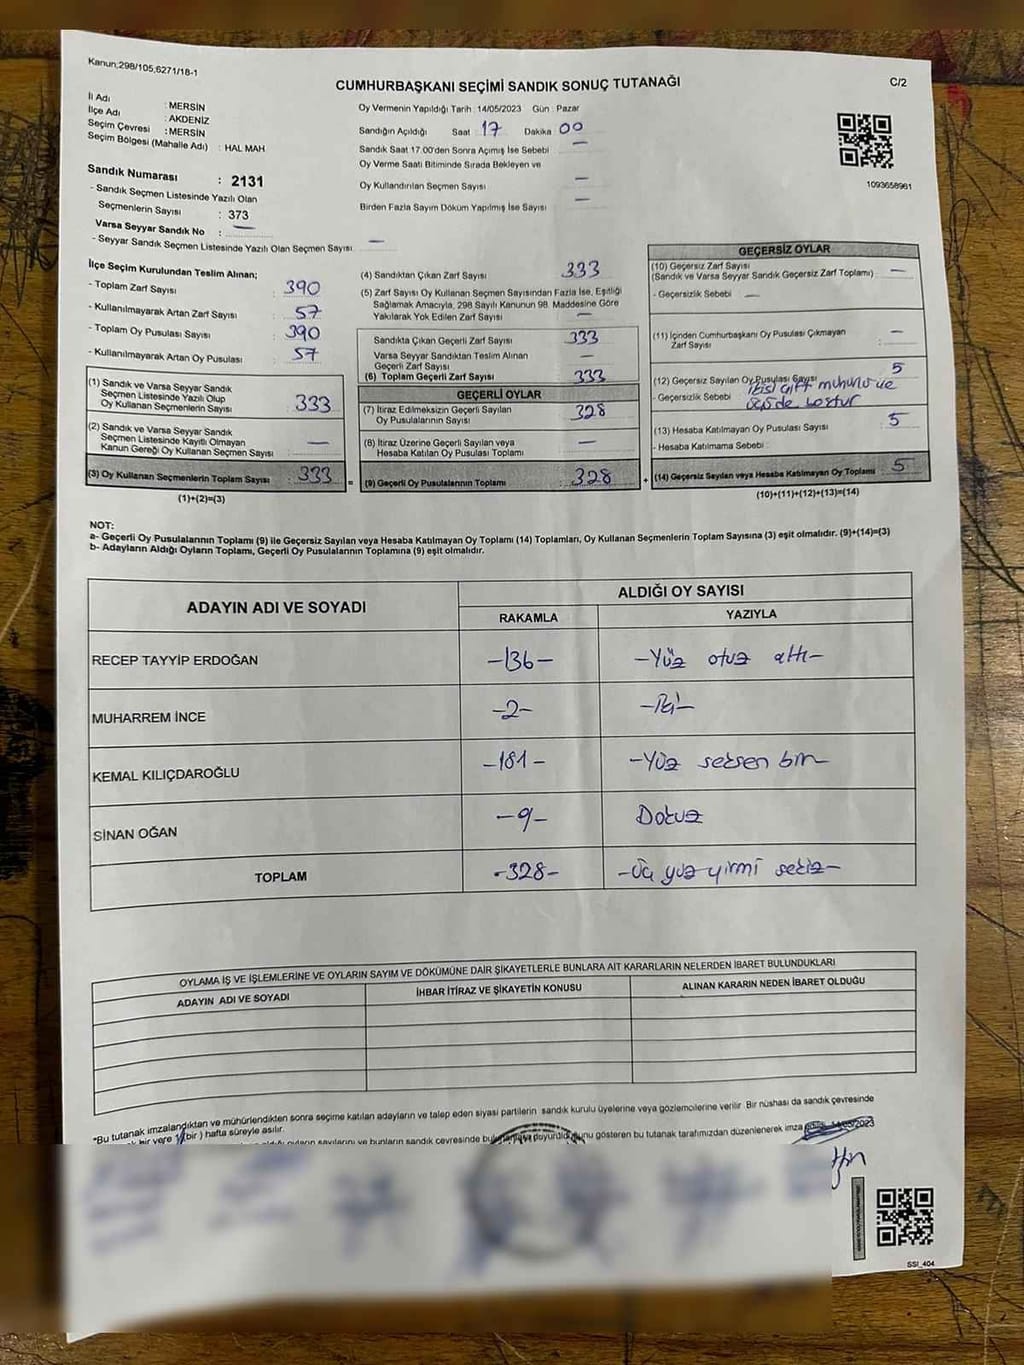 Kanun;298/105,6271/18-1
CUMHURBAŞKANI SEÇİMİ SANDIK SONUÇ TUTANAĞI
C/2
İl Adı : MERSİN
İlçe Adı : AKDENİZ
Seçim Çevresi : MERSİN
Seçim Bölgesi (Mahalle Adı) : HAL MAH
Oy Vermenin Yapıldığı Tarih : 14/05/2023 Gün : Pazar
Sandığın Açıldığı Saat 17 Dakika 00
Sandık Saat 17.00'den Sonra Açımış İse Sebebi —
Oy Verme Saati Bitiminde Sırada Bekleyen ve
Oy Kullandırılan Seçmen Sayısı —
Birden Fazla Sayım Döküm Yapılmış İse Sayısı —
1093658961
Sandık Numarası : 2131
- Sandık Seçmen Listesinde Yazılı Olan
Seçmenlerin Sayısı : 373
Varsa Seyyar Sandık No : —
- Seyyar Sandık Seçmen Listesinde Yazılı Olan Seçmen Sayısı —
İlçe Seçim Kurulundan Teslim Alınan;
- Toplam Zarf Sayısı : 390
- Kullanılmayarak Artan Zarf Sayısı : 57
- Toplam Oy Pusulası Sayısı : 390
- Kullanılmayarak Artan Oy Pusulası : 57
(1) Sandık ve Varsa Seyyar Sandık
Seçmen Listesinde Yazılı Olup
Oy Kullanan Seçmenlerin Sayısı : 333
(2) Sandık ve Varsa Seyyar Sandık
Seçmen Listesinde Kayıtlı Olmayan
Kanun Gereği Oy Kullanan Seçmen Sayısı : —
(3) Oy Kullanan Seçmenlerin Toplam Sayısı : 333 =
(1)+(2)=(3)
(4) Sandıktan Çıkan Zarf Sayısı 333
(5) Zarf Sayısı Oy Kullanan Seçmen Sayısından Fazla İse, Eşitliği
Sağlamak Amacıyla, 298 Sayılı Kanunun 98. Maddesine Göre
Yakılarak Yok Edilen Zarf Sayısı —
Sandıkta Çıkan Geçerli Zarf Sayısı 333
Varsa Seyyar Sandıktan Teslim Alınan
Geçerli Zarf Sayısı —
(6) Toplam Geçerli Zarf Sayısı 333
GEÇERLİ OYLAR
(7) İtiraz Edilmeksizin Geçerli Sayılan
Oy Pusulalarının Sayısı : 328
(8) İtiraz Üzerine Geçerli Sayılan veya
Hesaba Katılan Oy Pusulası Toplamı : —
(9) Geçerli Oy Pusulalarının Toplamı : 328 +
GEÇERSİZ OYLAR
(10) Geçersiz Zarf Sayısı
(Sandık ve Varsa Seyyar Sandık Geçersiz Zarf Toplamı) —
- Geçersizlik Sebebi —
(11) İçinden Cumhurbaşkanı Oy Pusulası Çıkmayan
Zarf Sayısı : —
(12) Geçersiz Sayılan Oy Pusulası Sayısı 5
- Geçersizlik Sebebi ikisi çift mühürlü ve
(13) Hesaba Katılmayan Oy Pusulası Sayısı 5
- Hesaba Katılmama Sebebi :
(14) Geçersiz Sayılan veya Hesaba Katılmayan Oy Toplamı 5
(10)+(11)+(12)+(13)=(14)
NOT:
a- Geçerli Oy Pusulalarının Toplamı (9) ile Geçersiz Sayılan veya Hesaba Katılmayan Oy Toplamı (14) Toplamları, Oy Kullanan Seçmenlerin Toplam Sayısına (3) eşit olmalıdır. (9)+(14)=(3)
b- Adayların Aldığı Oyların Toplamı, Geçerli Oy Pusulalarının Toplamına (9) eşit olmalıdır.
ADAYIN ADI VE SOYADI ALDIĞI OY SAYISI
RAKAMLA YAZIYLA
RECEP TAYYİP ERDOĞAN -136- -Yüz otuz altı-
MUHARREM İNCE -2- -İki-
KEMAL KILIÇDAROĞLU -181- -Yüz seksen bir-
SİNAN OĞAN -9- Dokuz
TOPLAM -328- -Üç yüz yirmi sekiz-
OYLAMA İŞ VE İŞLEMLERİNE VE OYLARIN SAYIM VE DÖKÜMÜNE DAİR ŞİKAYETLERLE BUNLARA AİT KARARLARIN NELERDEN İBARET BULUNDUKLARI
ADAYIN ADI VE SOYADI İHBAR İTİRAZ VE ŞİKAYETİN KONUSU ALINAN KARARIN NEDEN İBARET OLDUĞU
*Bu tutanak imzalandıktan ve mühürlendikten sonra seçime katılan adayların ve talep eden siyasi partilerin sandık kurulu üyelerine veya gözlemcilerine verilir. Bir nüshası da sandık çevresinde
bir yere 1(bir) hafta süreyle asılır.
sayılarını ve bunların sandık çevresinde gösteren bu tutanak tarafımızdan düzenlenerek imza 14/05/2023
SSI_404